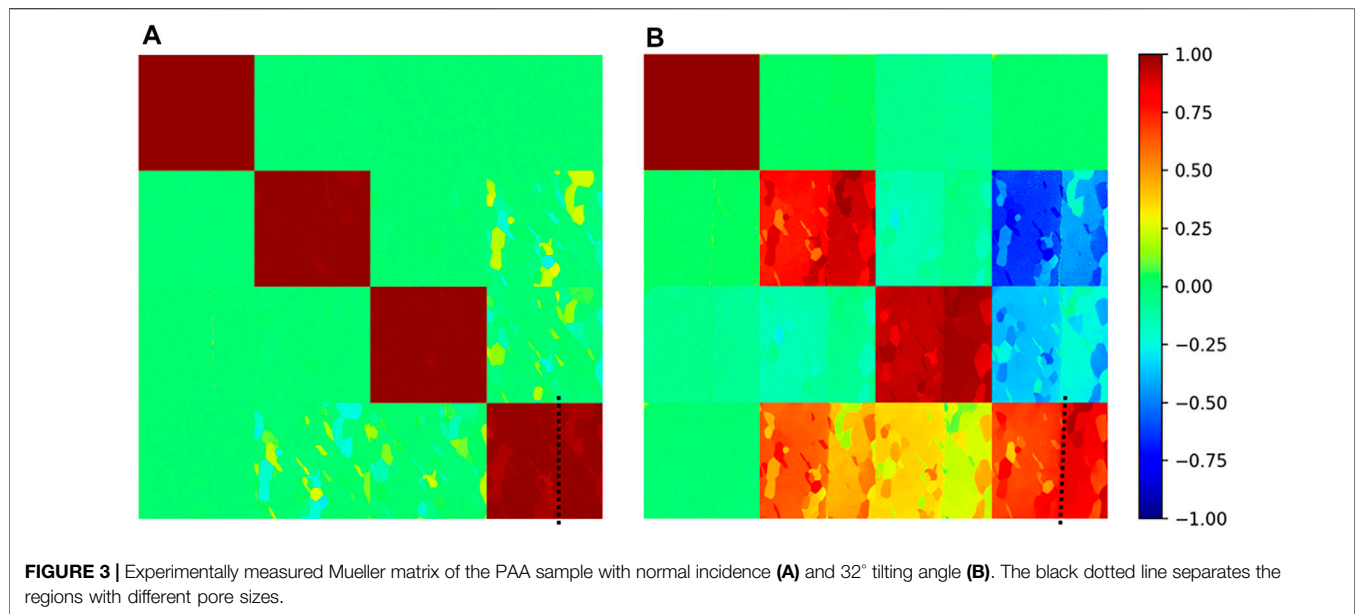 A
B
1.00
0.75
0.50
0.25
0.00
−0.25
−0.50
−0.75
−1.00
FIGURE 3 | Experimentally measured Mueller matrix of the PAA sample with normal incidence (A) and 32° tilting angle (B). The black dotted line separates the
regions with different pore sizes.